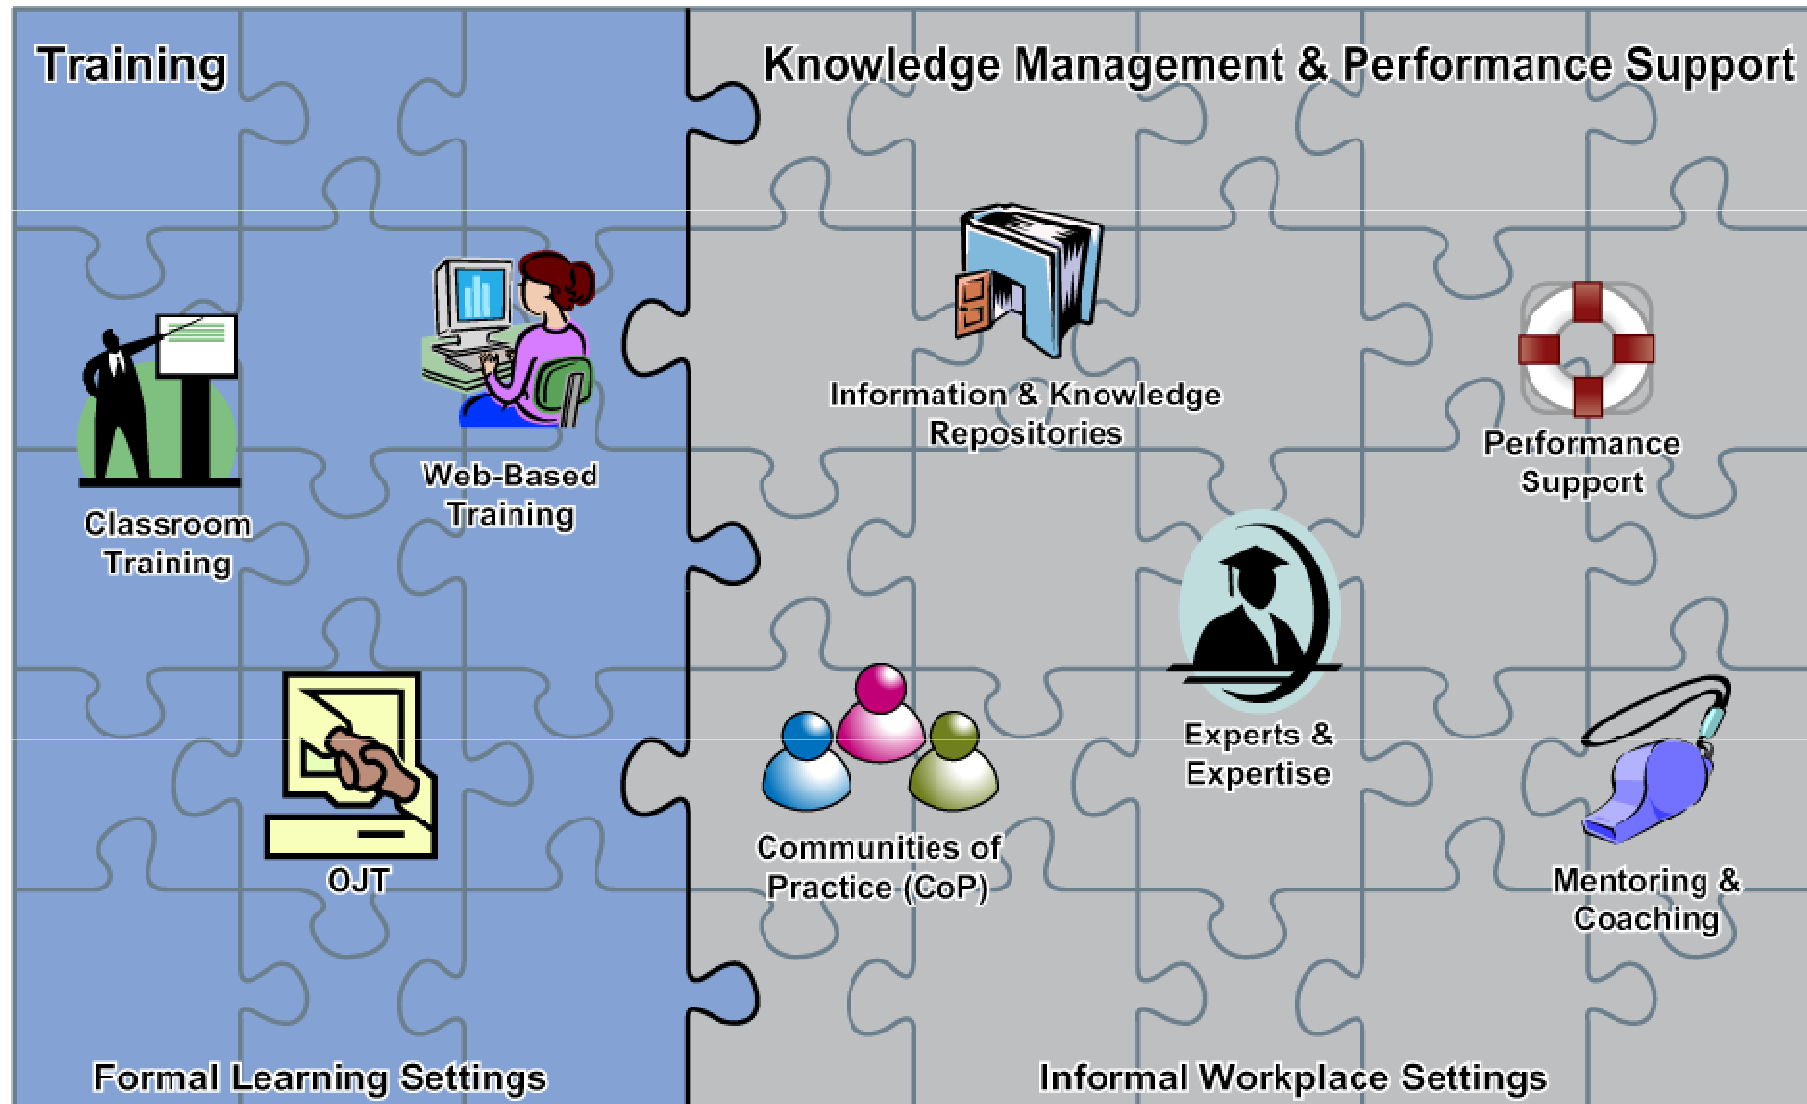 Training
Knowledge Management & Performance Support
Classroom
Training
Web-Based
Training
OJT
Information & Knowledge
Repositories
Performance
Support
Experts &
Expertise
Communities of
Practice (CoP)
Mentoring &
Coaching
Formal Learning Settings
Informal Workplace Settings